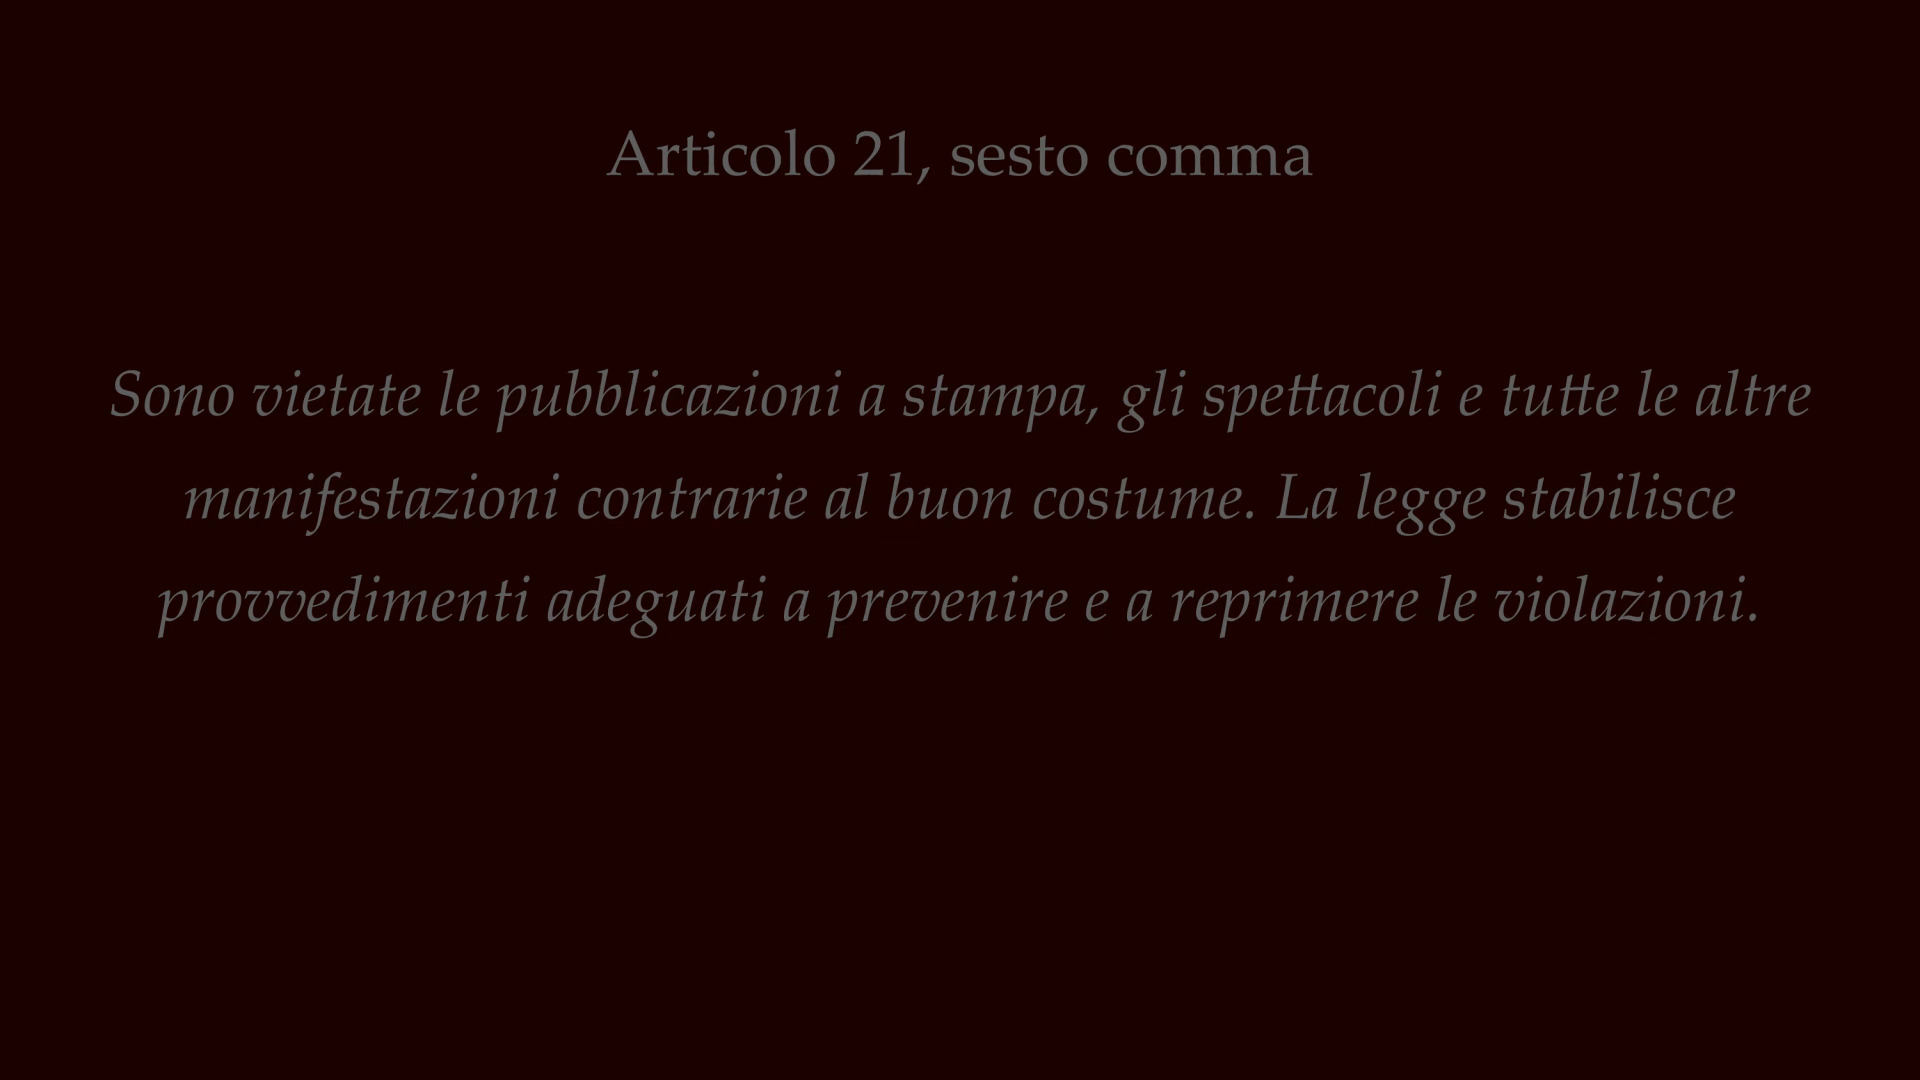 Articolo 21, sesto comma
Sono vietate le pubblicazioni a stampa, gli spettacoli e tutte le altre
manifestazioni contrarie al buon costume. La legge stabilisce
provvedimenti adeguati a prevenire e a reprimere le violazioni.